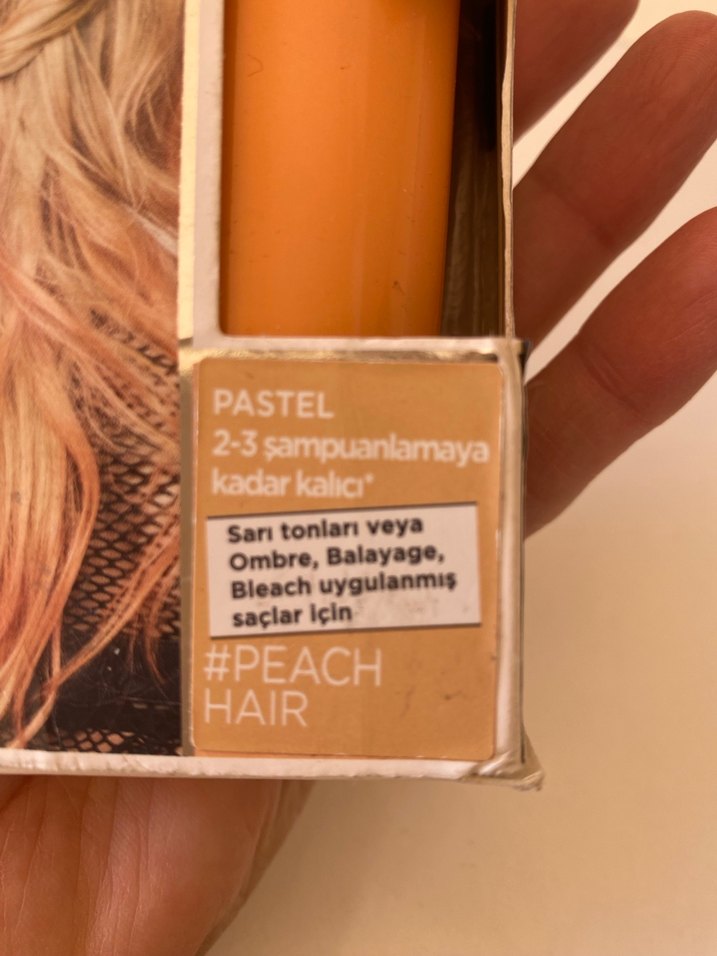 PASTEL
2-3 şampuanlamaya
kadar kalıcı*
Sarı tonları veya
Ombre, Balayage,
Bleach uygulanmış
saçlar için
#PEACH
HAIR